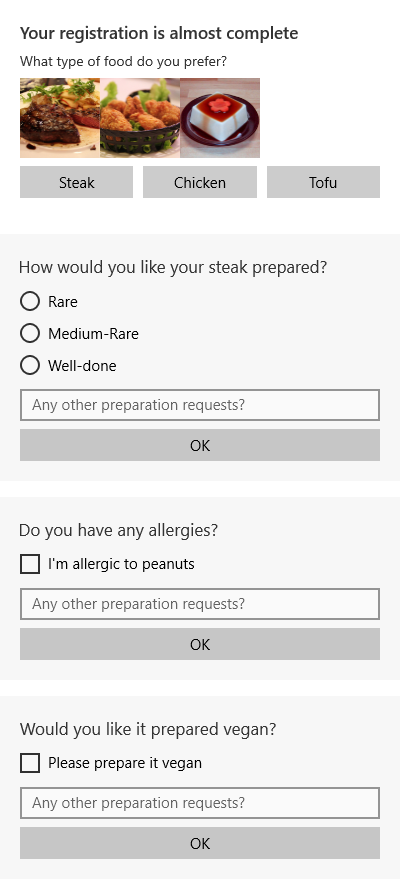 Your registration is almost complete
What type of food do you prefer?
Steak Chicken Tofu
How would you like your steak prepared?
Rare
Medium-Rare
Well-done
Any other preparation requests?
OK
Do you have any allergies?
I'm allergic to peanuts
Any other preparation requests?
OK
Would you like it prepared vegan?
Please prepare it vegan
Any other preparation requests?
OK